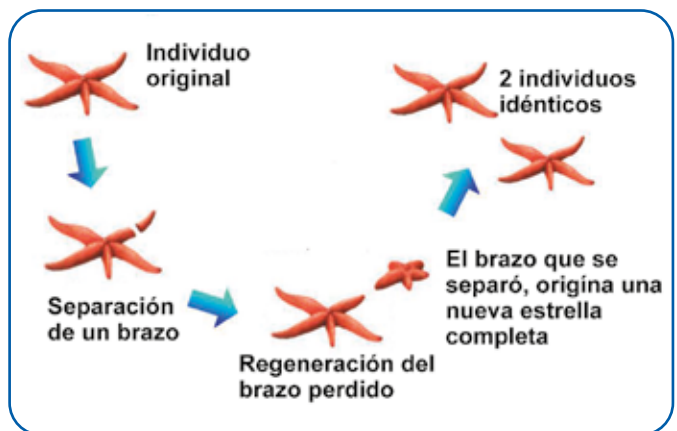 Individuo
original
Separación
de un brazo
Regeneración del
brazo perdido
El brazo que se
separó, origina una
nueva estrella
completa
2 individuos
idénticos